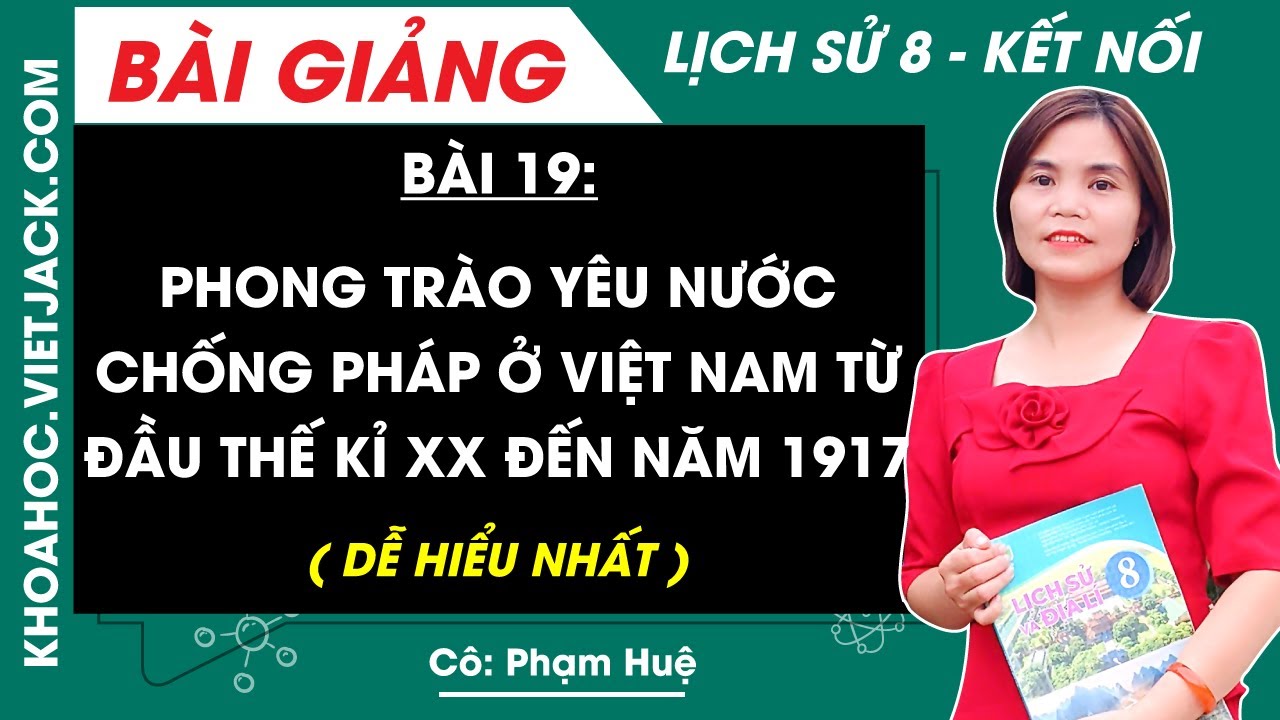 KHOAHOC.VIETJACK.COM
BÀI GIẢNG
LỊCH SỬ 8 - KẾT NỐI
BÀI 19:
PHONG TRÀO YÊU NƯỚC
CHỐNG PHÁP Ở VIỆT NAM TỪ
ĐẦU THẾ KỈ XX ĐẾN NĂM 1917
( DỄ HIỂU NHẤT )
Cô: Phạm Huệ
LỊCH SỬ
VÀ ĐỊA LÍ
8